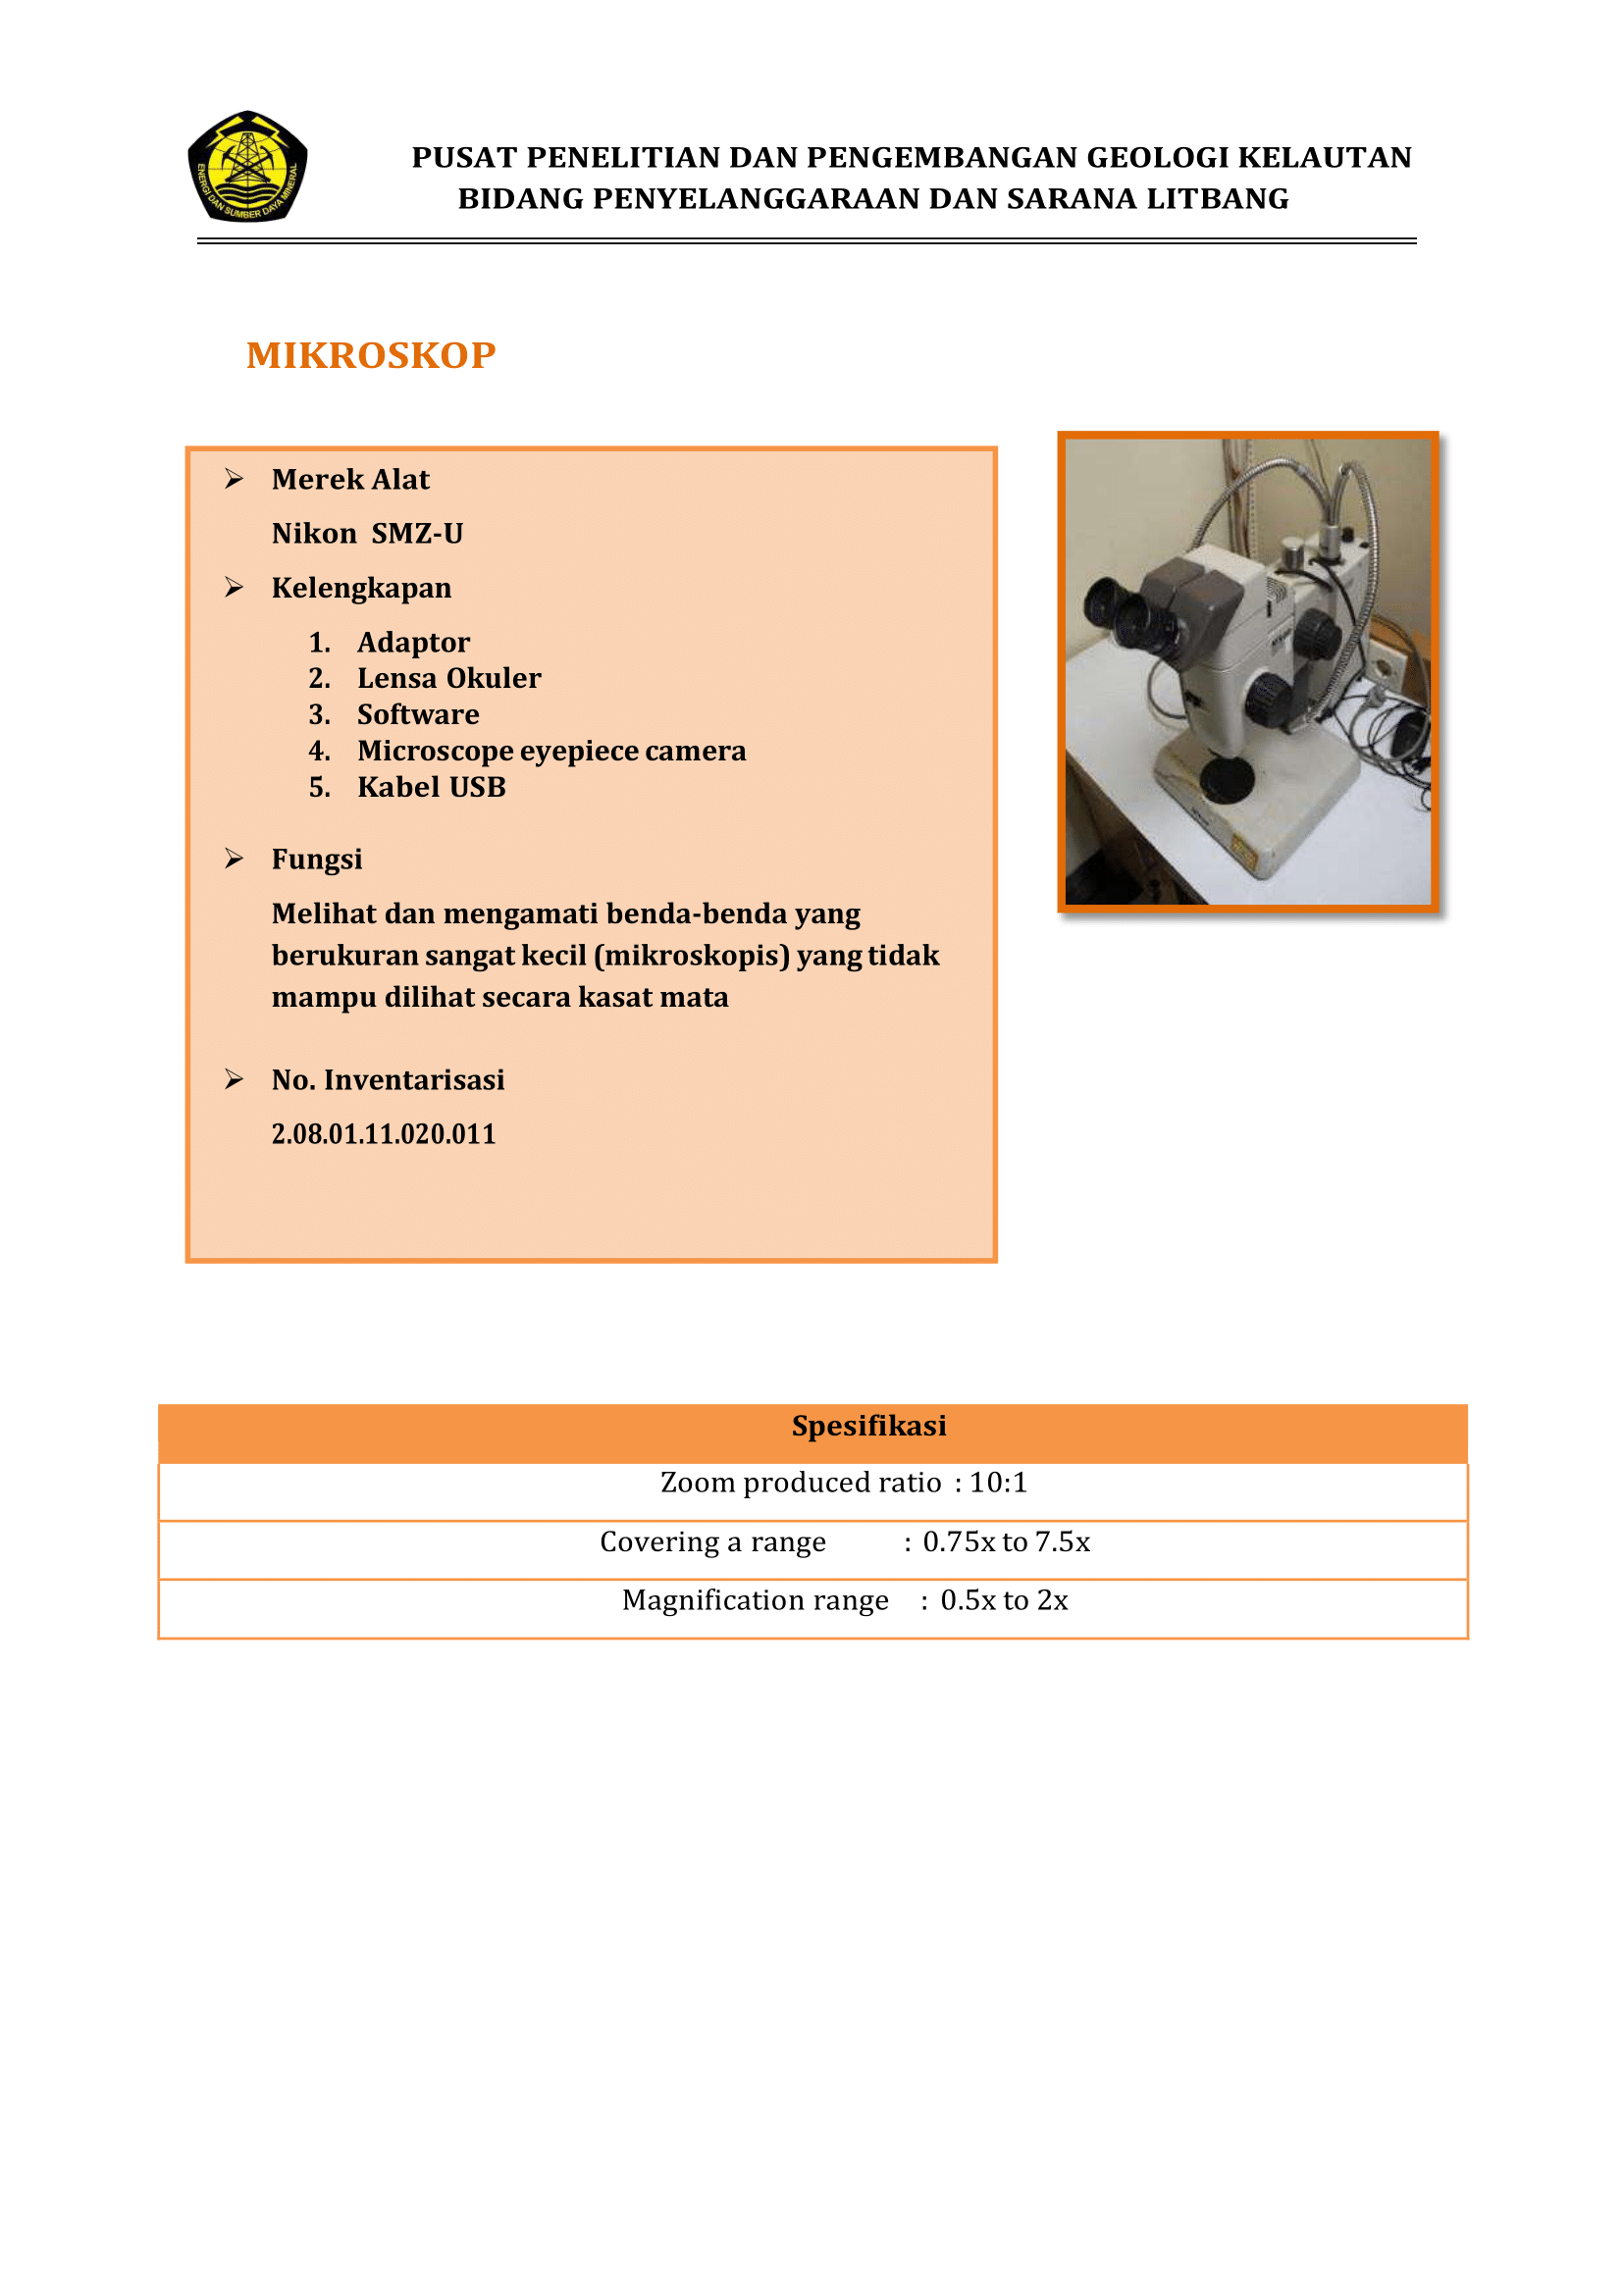 ENERGI DAN SUMBER DAYA MINERAL
PUSAT PENELITIAN DAN PENGEMBANGAN GEOLOGI KELAUTAN
BIDANG PENYELANGGARAAN DAN SARANA LITBANG
MIKROSKOP
➢ Merek Alat
Nikon SMZ-U
➢ Kelengkapan
1. Adaptor
2. Lensa Okuler
3. Software
4. Microscope eyepiece camera
5. Kabel USB
➢ Fungsi
Melihat dan mengamati benda-benda yang
berukuran sangat kecil (mikroskopis) yang tidak
mampu dilihat secara kasat mata
➢ No. Inventarisasi
2.08.01.11.020.011
Spesifikasi
Zoom produced ratio : 10:1
Covering a range : 0.75x to 7.5x
Magnification range : 0.5x to 2x